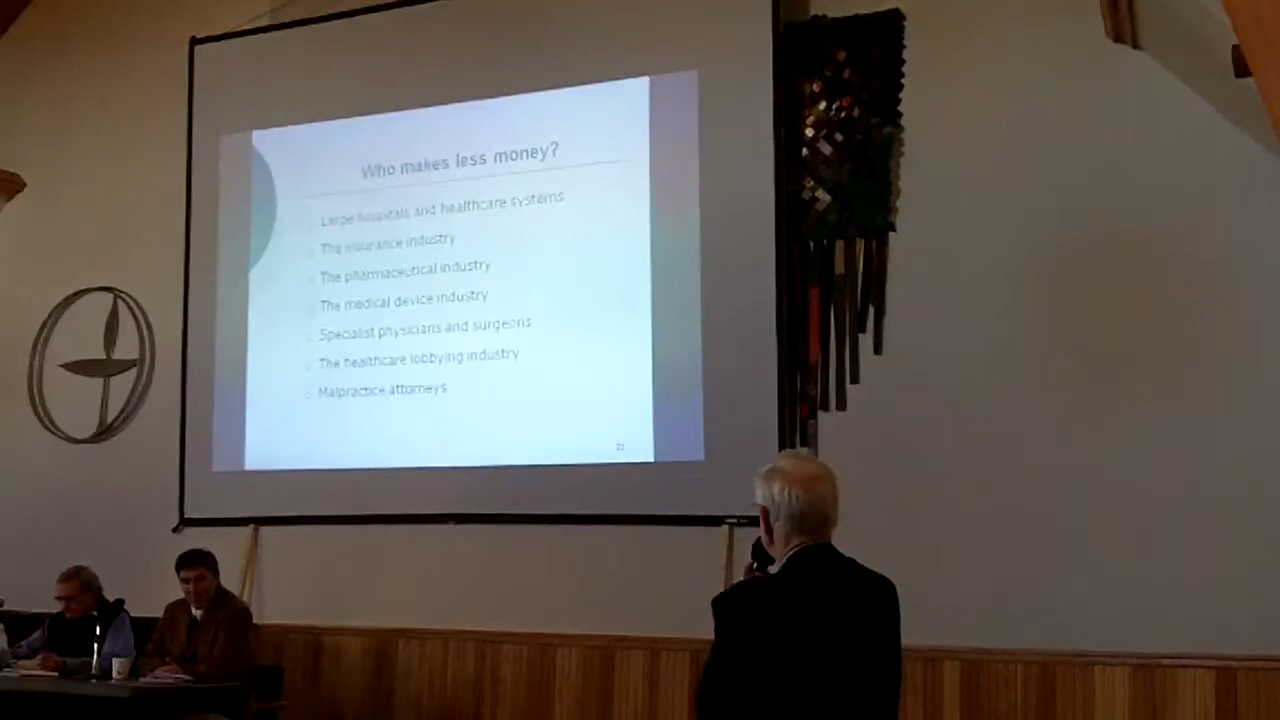 Who makes less money?
Large hospitals and healthcare systems
The insurance industry
The pharmaceutical industry
The medical device industry
Specialist physicians and surgeons
The healthcare lobbying industry
Malpractice attorneys
21